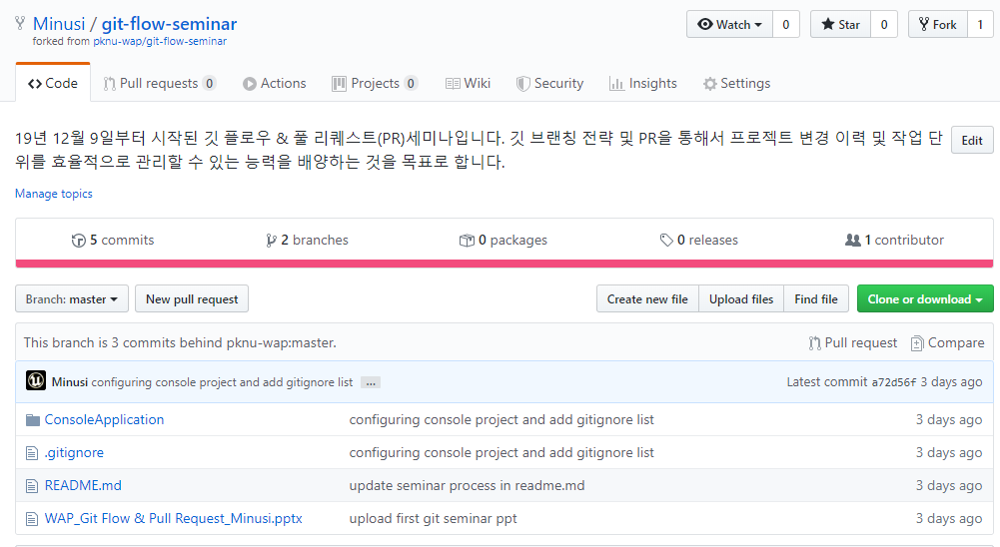 Minusi / git-flow-seminar
Watch 0 Star 0 Fork 1
forked from pknu-wap/git-flow-seminar
Code Pull requests 0 Actions Projects 0 Wiki Security Insights Settings
19년 12월 9일부터 시작된 깃 플로우 & 풀 리퀘스트(PR)세미나입니다. 깃 브랜칭 전략 및 PR을 통해서 프로젝트 변경 이력 및 작업 단
위를 효율적으로 관리할 수 있는 능력을 배양하는 것을 목표로 합니다.
Edit
Manage topics
5 commits 2 branches 0 packages 0 releases 1 contributor
Branch: master New pull request Create new file Upload files Find file Clone or download
This branch is 3 commits behind pknu-wap:master. Pull request Compare
Minusi configuring console project and add gitignore list ... Latest commit a72d56f 3 days ago
ConsoleApplication configuring console project and add gitignore list 3 days ago
.gitignore configuring console project and add gitignore list 3 days ago
README.md update seminar process in readme.md 3 days ago
WAP_Git Flow & Pull Request_Minusi.pptx upload first git seminar ppt 3 days ago